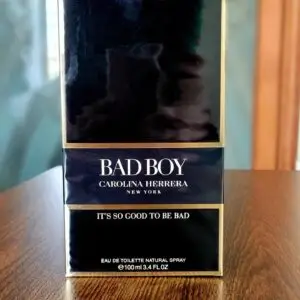 BAD BOY
CAROLINA HERRERA
NEW YORK
IT'S SO GOOD TO BE BAD
EAU DE TOILETTE NATURAL SPRAY
℮100ml 3.4 FL.OZ